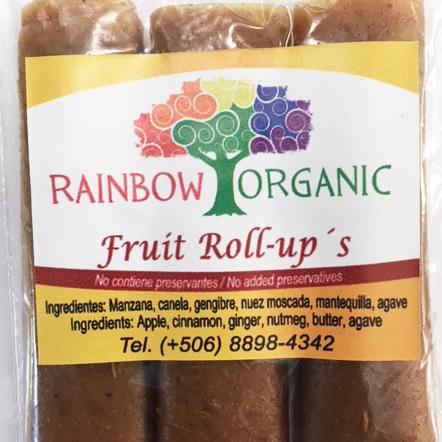 RAINBOW ORGANIC
Fruit Roll-up´s
No contiene preservantes / No added preservatives
Ingredientes: Manzana, canela, gengibre, nuez moscada, mantequilla, agave
Ingredients: Apple, cinnamon, ginger, nutmeg, butter, agave
Tel. (+506) 8898-4342